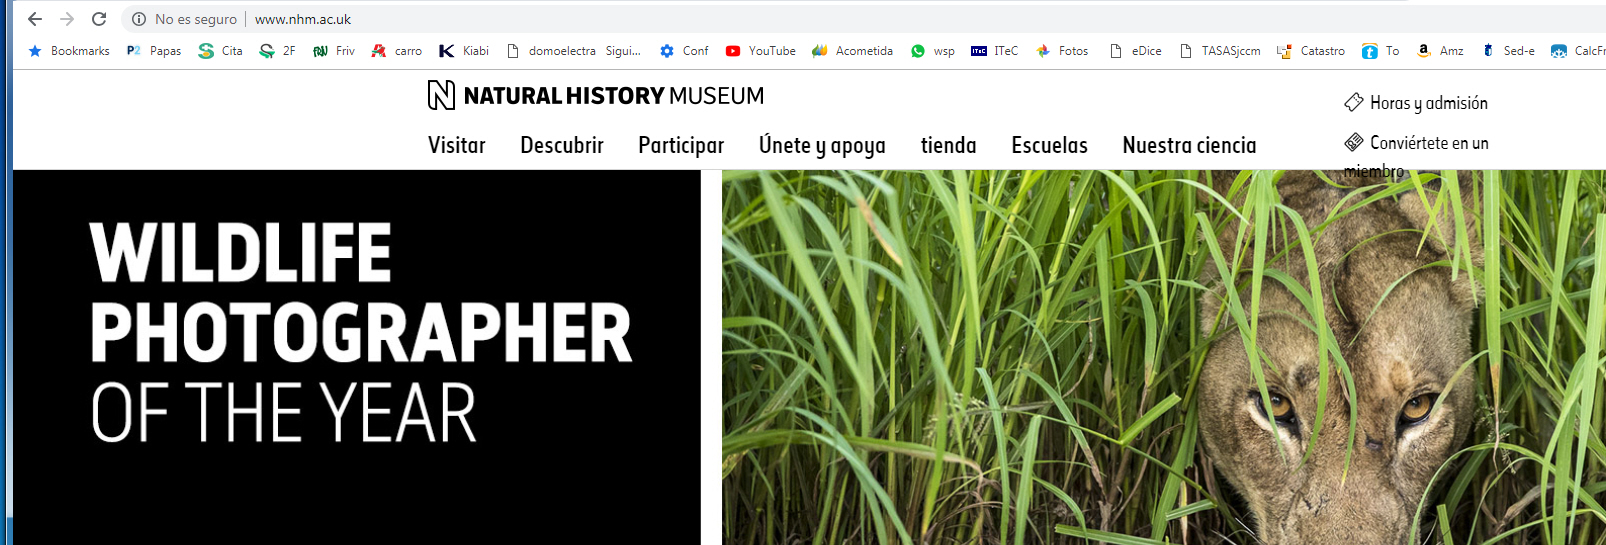 No es seguro | www.nhm.ac.uk
Bookmarks P2 Papas Cita 2F Friv carro K Kiabi domoelectra Sigui... Conf YouTube Acometida wsp ITeC ITeC Fotos eDice TASASjccm Catastro To a Amz Sed-e CalcFr
N NATURAL HISTORY MUSEUM
Horas y admisión
Visitar Descubrir Participar Únete y apoya tienda Escuelas Nuestra ciencia
Conviértete en un
miembro
WILDLIFE
PHOTOGRAPHER
OF THE YEAR